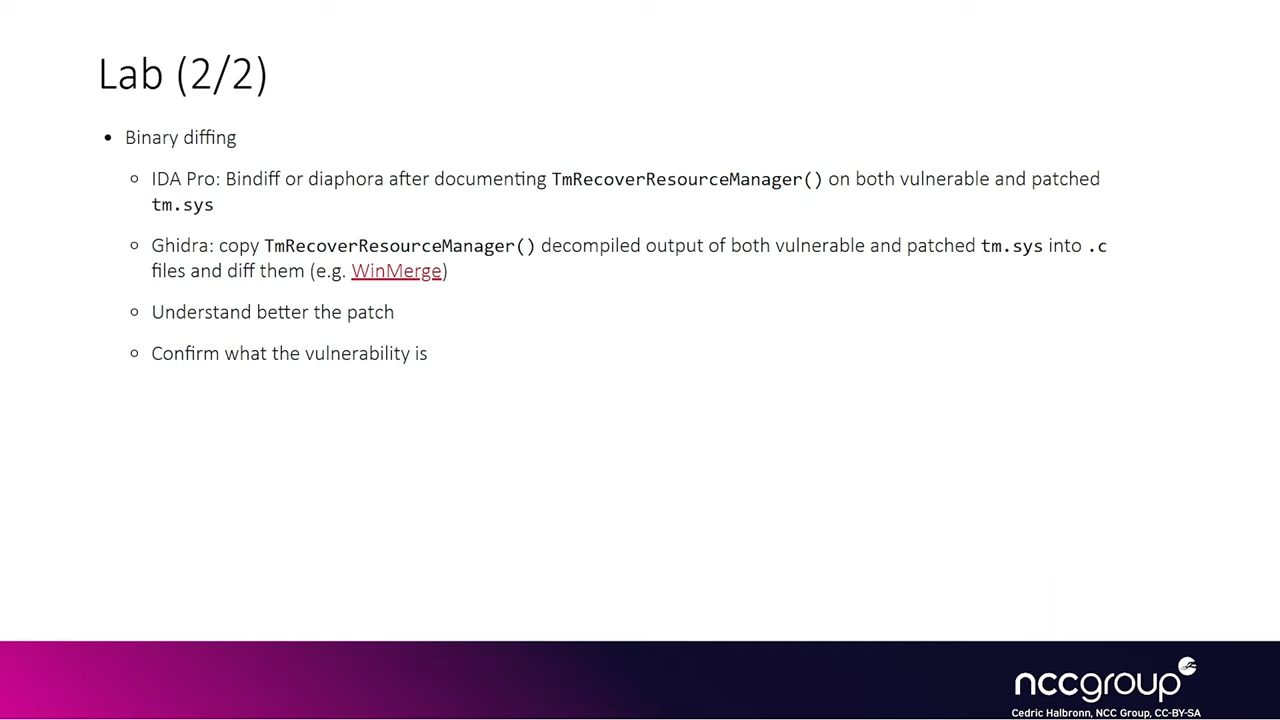 Lab (2/2)
• Binary diffing
○ IDA Pro: Bindiff or diaphora after documenting TmRecoverResourceManager() on both vulnerable and patched
tm.sys
○ Ghidra: copy TmRecoverResourceManager() decompiled output of both vulnerable and patched tm.sys into .c
files and diff them (e.g. WinMerge)
○ Understand better the patch
○ Confirm what the vulnerability is
nccgroup
Cedric Halbronn, NCC Group, CC-BY-SA